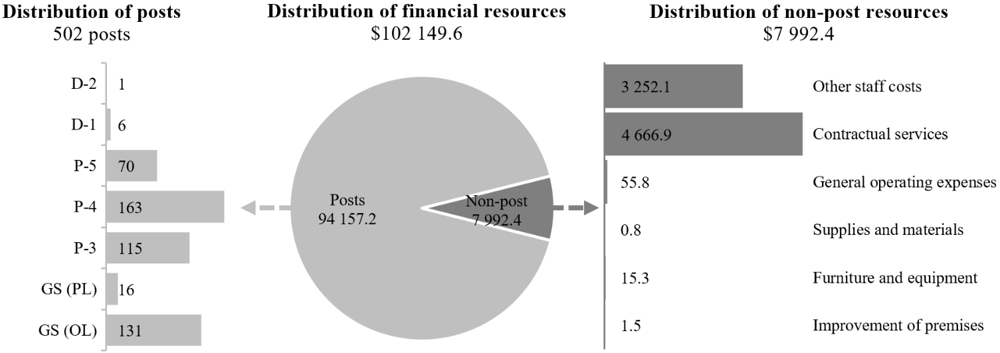 Distribution of posts
502 posts
D-2 1
D-1 6
P-5 70
P-4 163
P-3 115
GS (PL) 16
GS (OL) 131
Distribution of financial resources
$102 149.6
Posts
94 157.2
Non-post
7 992.4
Distribution of non-post resources
$7 992.4
3 252.1 Other staff costs
4 666.9 Contractual services
55.8 General operating expenses
0.8 Supplies and materials
15.3 Furniture and equipment
1.5 Improvement of premises